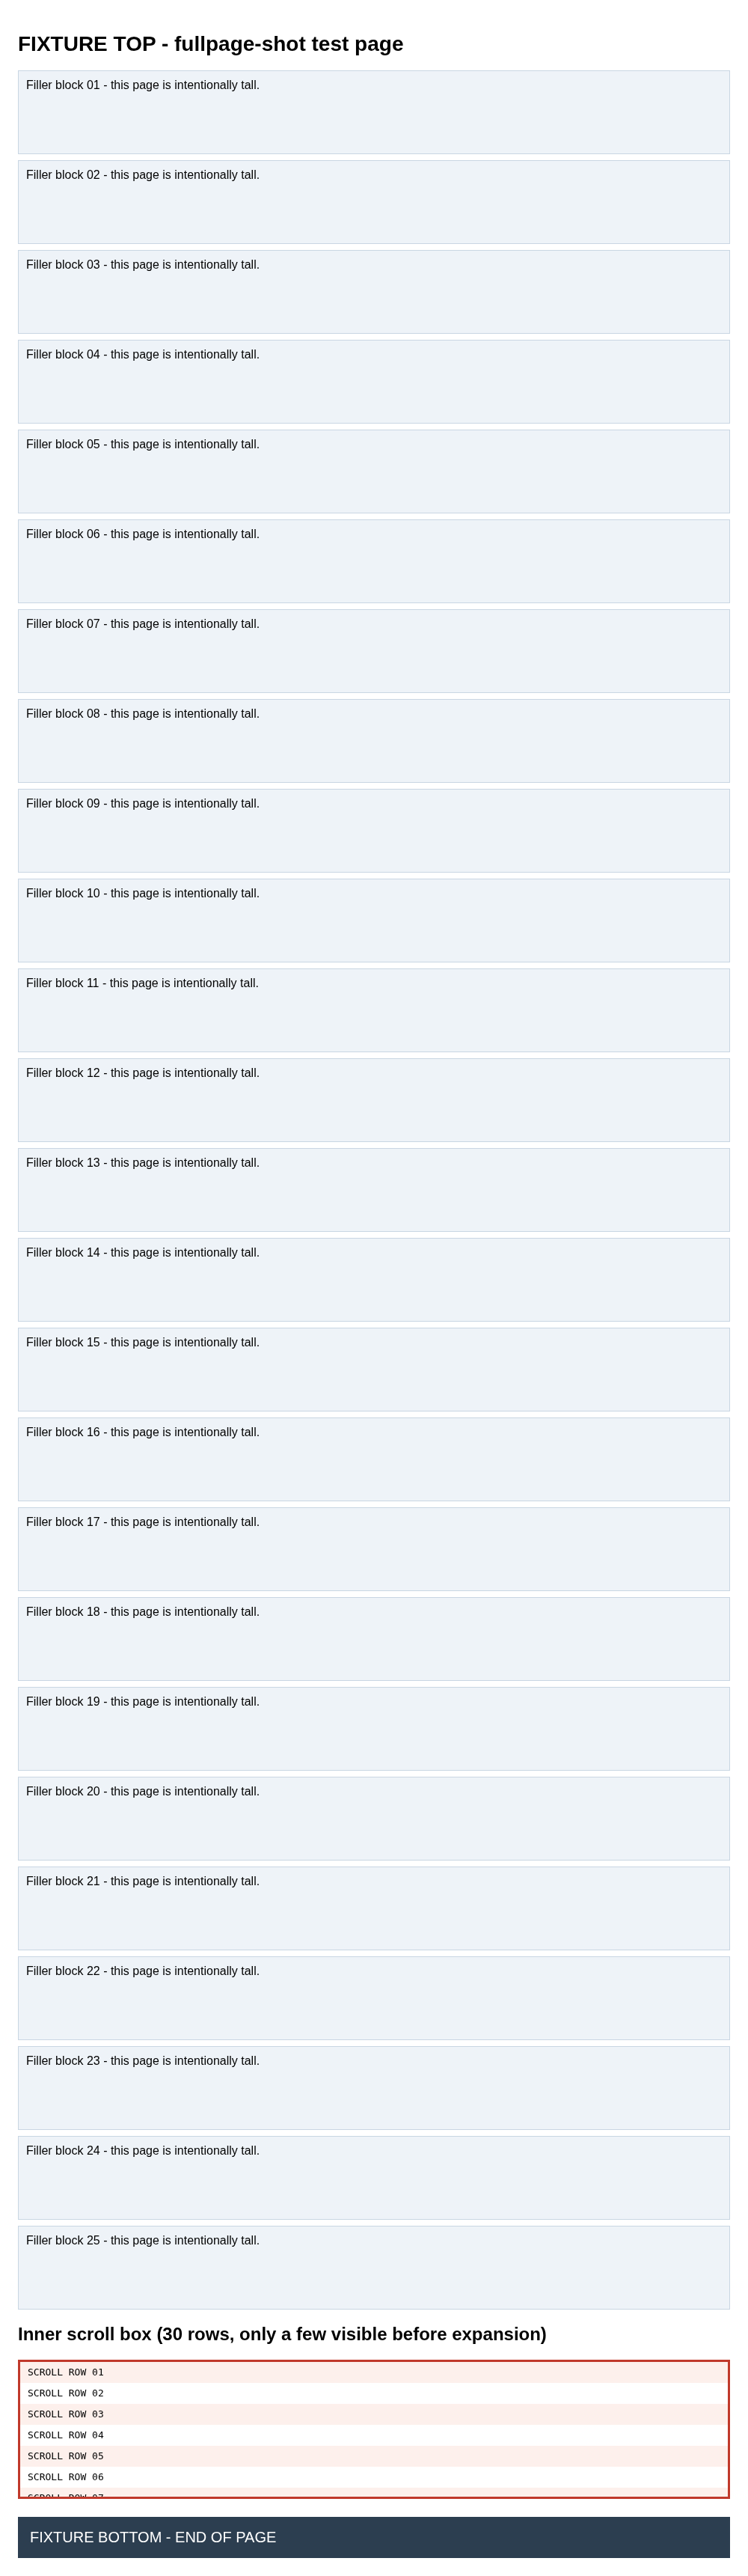 FIXTURE TOP - fullpage-shot test page
Filler block 01 - this page is intentionally tall.
Filler block 02 - this page is intentionally tall.
Filler block 03 - this page is intentionally tall.
Filler block 04 - this page is intentionally tall.
Filler block 05 - this page is intentionally tall.
Filler block 06 - this page is intentionally tall.
Filler block 07 - this page is intentionally tall.
Filler block 08 - this page is intentionally tall.
Filler block 09 - this page is intentionally tall.
Filler block 10 - this page is intentionally tall.
Filler block 11 - this page is intentionally tall.
Filler block 12 - this page is intentionally tall.
Filler block 13 - this page is intentionally tall.
Filler block 14 - this page is intentionally tall.
Filler block 15 - this page is intentionally tall.
Filler block 16 - this page is intentionally tall.
Filler block 17 - this page is intentionally tall.
Filler block 18 - this page is intentionally tall.
Filler block 19 - this page is intentionally tall.
Filler block 20 - this page is intentionally tall.
Filler block 21 - this page is intentionally tall.
Filler block 22 - this page is intentionally tall.
Filler block 23 - this page is intentionally tall.
Filler block 24 - this page is intentionally tall.
Filler block 25 - this page is intentionally tall.
Inner scroll box (30 rows, only a few visible before expansion)
SCROLL ROW 01
SCROLL ROW 02
SCROLL ROW 03
SCROLL ROW 04
SCROLL ROW 05
SCROLL ROW 06
SCROLL ROW 07
FIXTURE BOTTOM - END OF PAGE